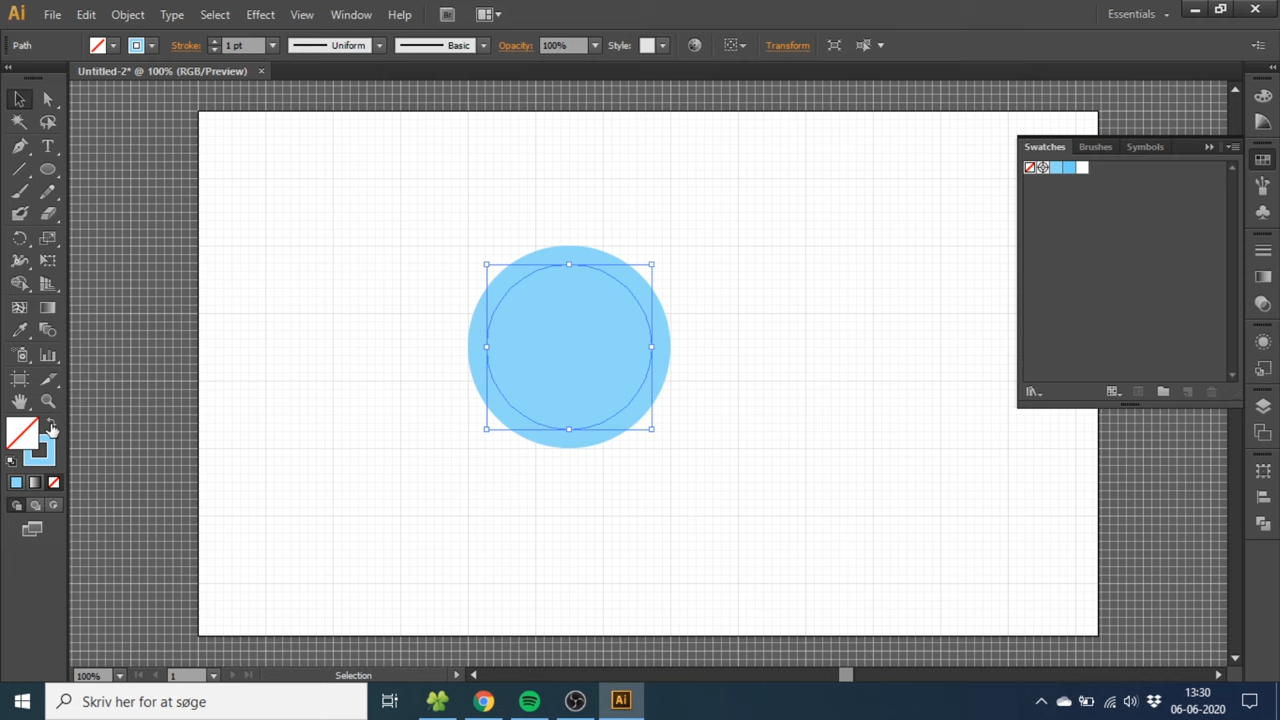 Ai File Edit Object Type Select Effect View Window Help Br Essentials
Path Stroke: 1 pt Uniform Basic Opacity: 100% Style: Transform
Untitled-2* @ 100% (RGB/Preview)
Swatches Brushes Symbols
T
100% 1 Selection
Skriv her for at søge
Ai
13:30
06-06-2020